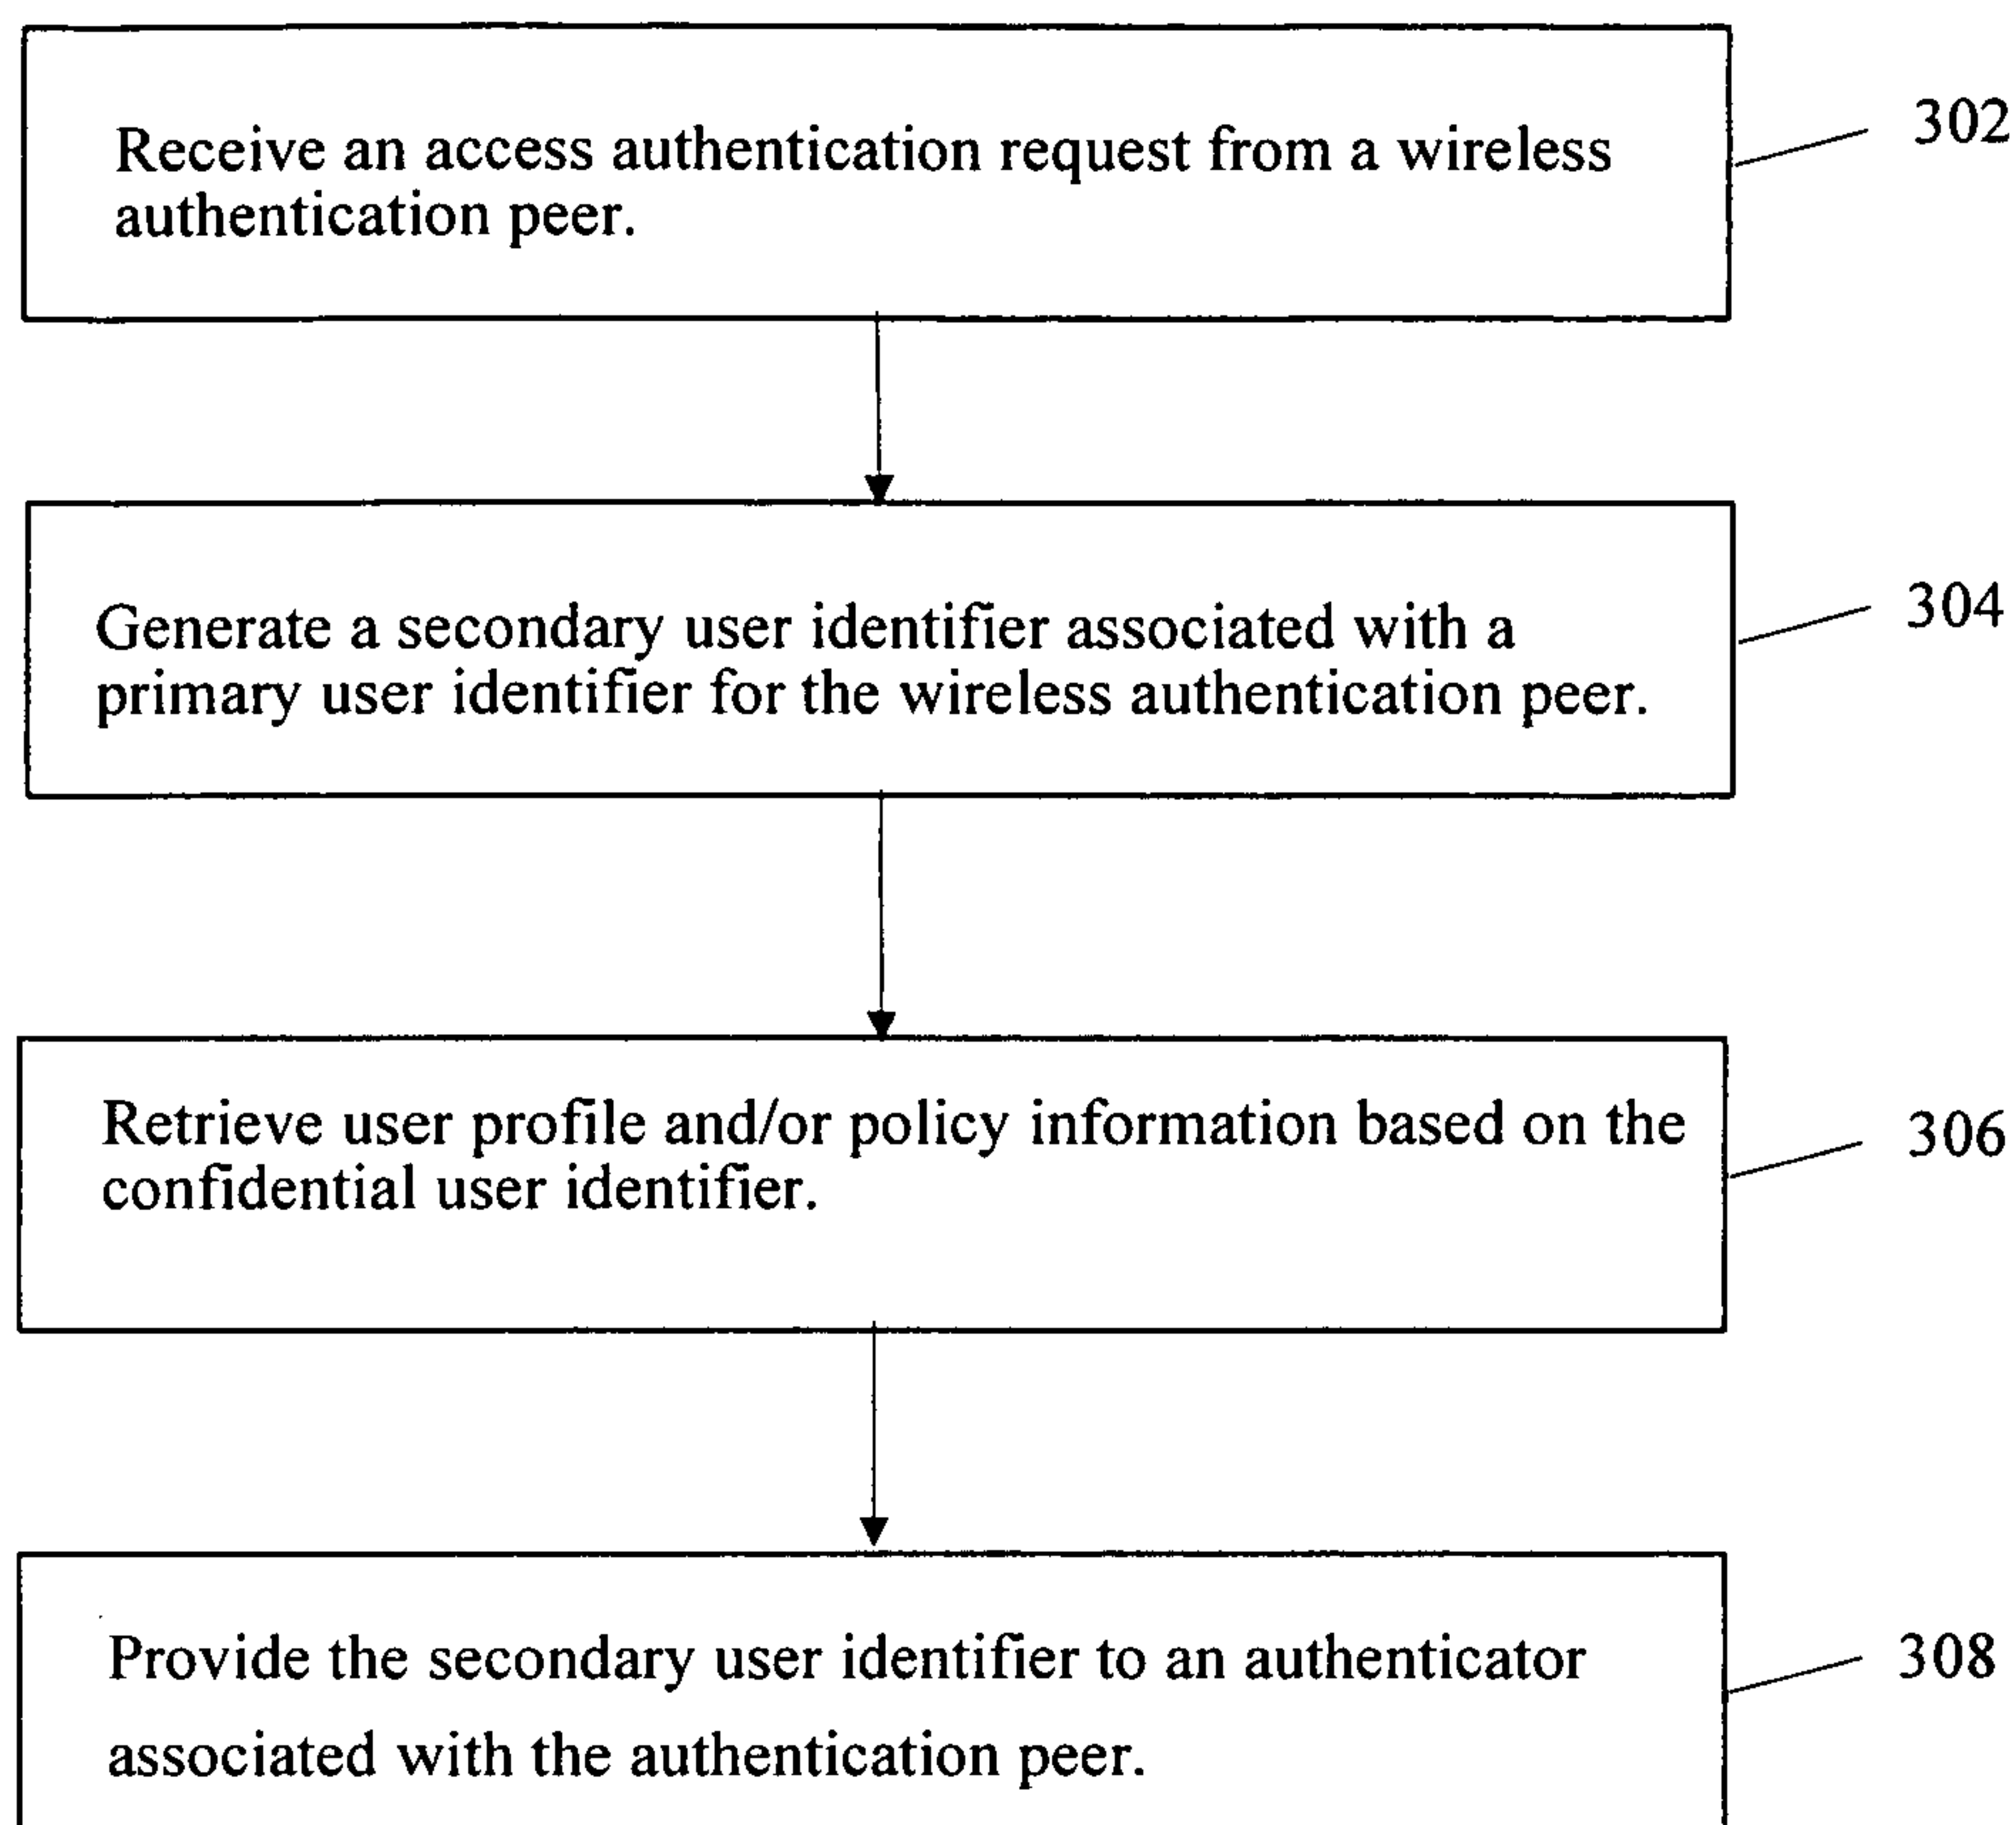 Receive an access authentication request from a wireless
authentication peer.
302
Generate a secondary user identifier associated with a
primary user identifier for the wireless authentication peer.
304
Retrieve user profile and/or policy information based on the
confidential user identifier.
306
Provide the secondary user identifier to an authenticator
associated with the authentication peer.
308